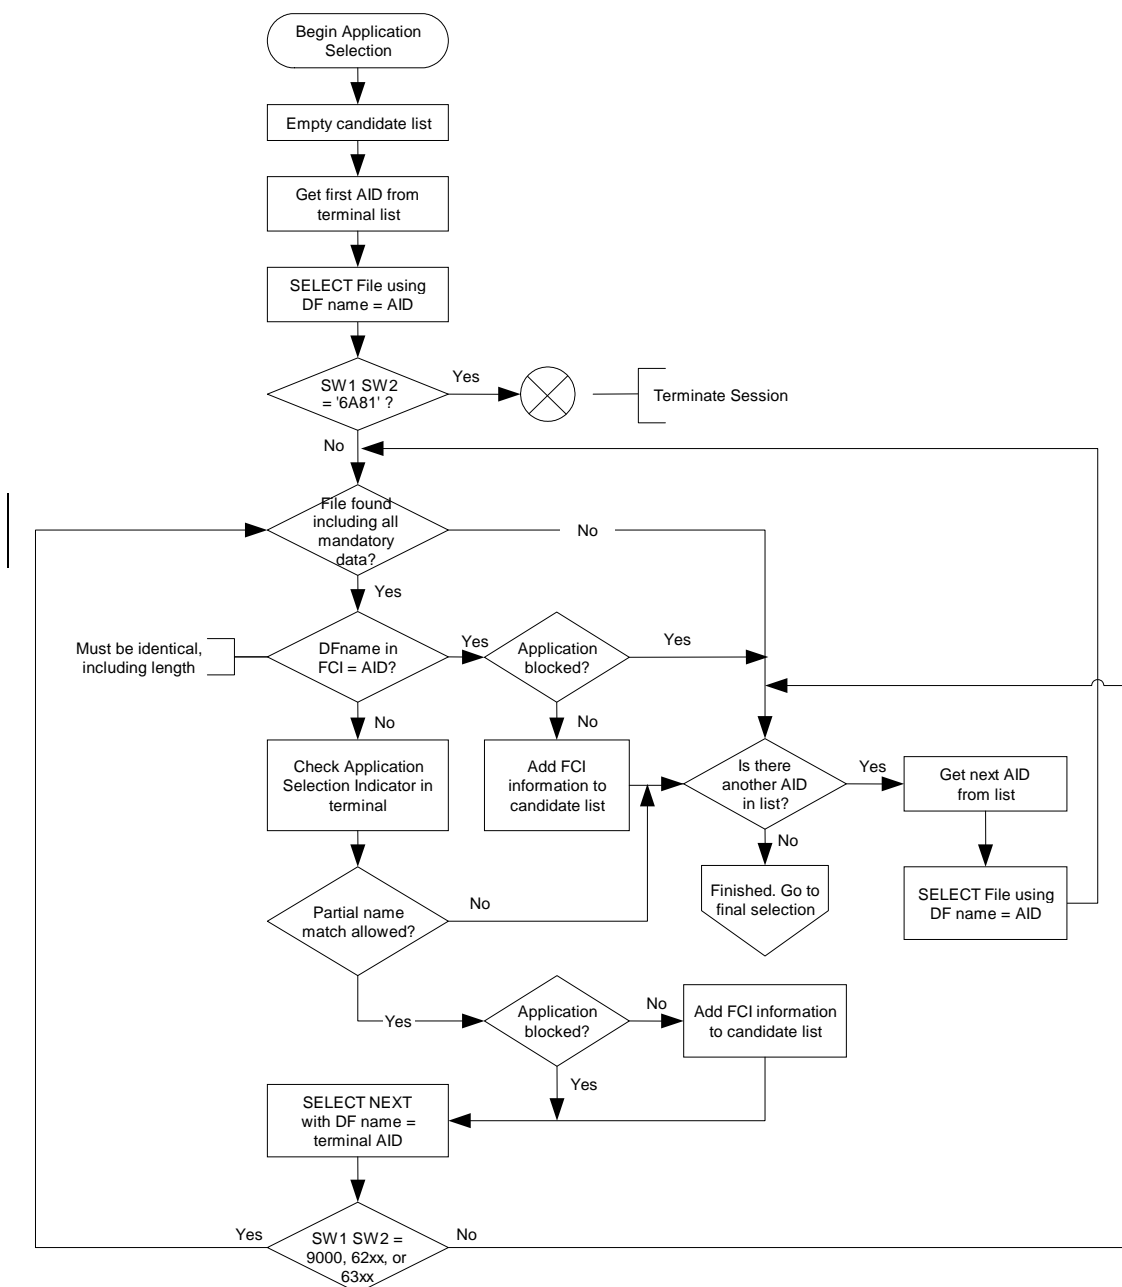 Begin Application
Selection
Empty candidate list
Get first AID from
terminal list
SELECT File using
DF name = AID
SW1 SW2
= '6A81' ?
Yes
Terminate Session
No
File found
including all
mandatory
data?
No
Yes
Must be identical,
including length
DFname in
FCI = AID?
Yes
Application
blocked?
Yes
No
No
Check Application
Selection Indicator in
terminal
Add FCI
information to
candidate list
Is there
another AID
in list?
Yes
Get next AID
from list
No
Finished. Go to
final selection
SELECT File using
DF name = AID
Partial name
match allowed?
No
Yes
Application
blocked?
No
Add FCI information
to candidate list
Yes
SELECT NEXT
with DF name =
terminal AID
Yes
SW1 SW2 =
9000, 62xx, or
63xx
No